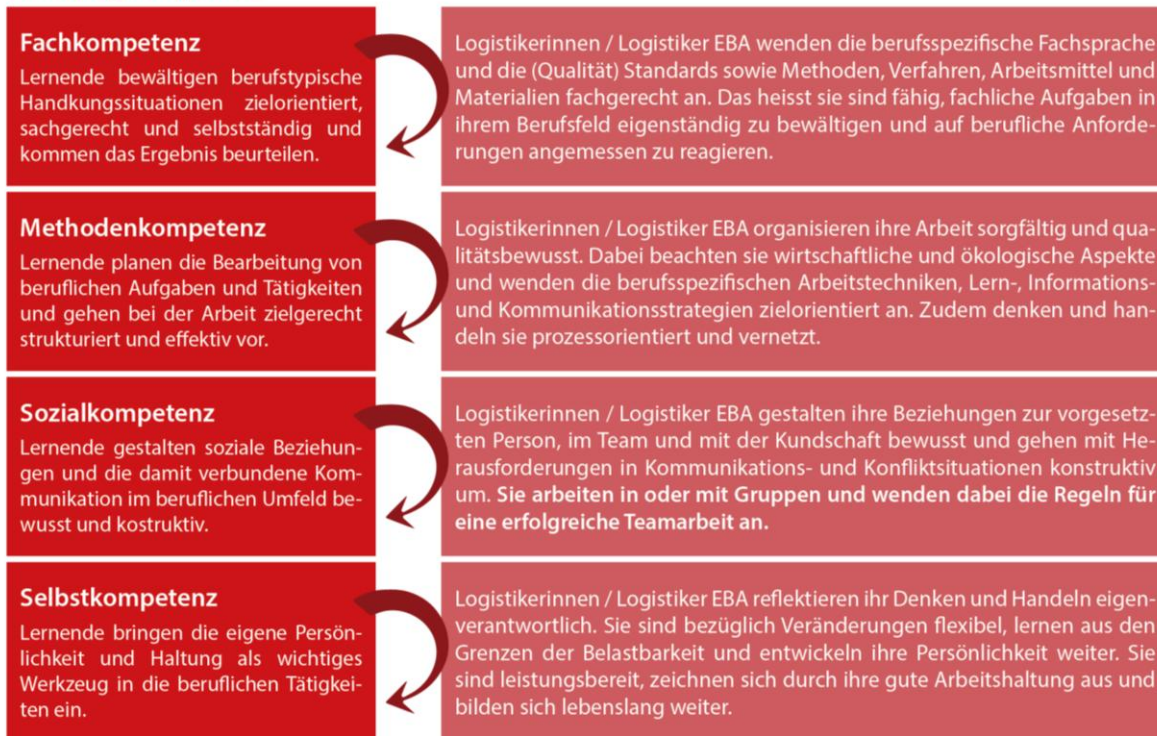 Fachkompetenz
Lernende bewältigen berufstypische
Handkungssituationen zielorientiert,
sachgerecht und selbstständig und
kommen das Ergebnis beurteilen.
Logistikerinnen / Logistiker EBA wenden die berufsspezifische Fachsprache
und die (Qualität) Standards sowie Methoden, Verfahren, Arbeitsmittel und
Materialien fachgerecht an. Das heisst sie sind fähig, fachliche Aufgaben in
ihrem Berufsfeld eigenständig zu bewältigen und auf berufliche Anforde-
rungen angemessen zu reagieren.
Methodenkompetenz
Lernende planen die Bearbeitung von
beruflichen Aufgaben und Tätigkeiten
und gehen bei der Arbeit zielgerecht
strukturiert und effektiv vor.
Logistikerinnen / Logistiker EBA organisieren ihre Arbeit sorgfältig und qua-
litätsbewusst. Dabei beachten sie wirtschaftliche und ökologische Aspekte
und wenden die berufsspezifischen Arbeitstechniken, Lern-, Informations-
und Kommunikationsstrategien zielorientiert an. Zudem denken und han-
deln sie prozessorientiert und vernetzt.
Sozialkompetenz
Lernende gestalten soziale Beziehun-
gen und die damit verbundene Kom-
munikation im beruflichen Umfeld be-
wusst und kostruktiv.
Logistikerinnen / Logistiker EBA gestalten ihre Beziehungen zur vorgesetz-
ten Person, im Team und mit der Kundschaft bewusst und gehen mit He-
rausforderungen in Kommunikations- und Konfliktsituationen konstruktiv
um. Sie arbeiten in oder mit Gruppen und wenden dabei die Regeln für
eine erfolgreiche Teamarbeit an.
Selbstkompetenz
Lernende bringen die eigene Persön-
lichkeit und Haltung als wichtiges
Werkzeug in die beruflichen Tätigkei-
ten ein.
Logistikerinnen / Logistiker EBA reflektieren ihr Denken und Handeln eigen-
verantwortlich. Sie sind bezüglich Veränderungen flexibel, lernen aus den
Grenzen der Belastbarkeit und entwickeln ihre Persönlichkeit weiter. Sie
sind leistungsbereit, zeichnen sich durch ihre gute Arbeitshaltung aus und
bilden sich lebenslang weiter.